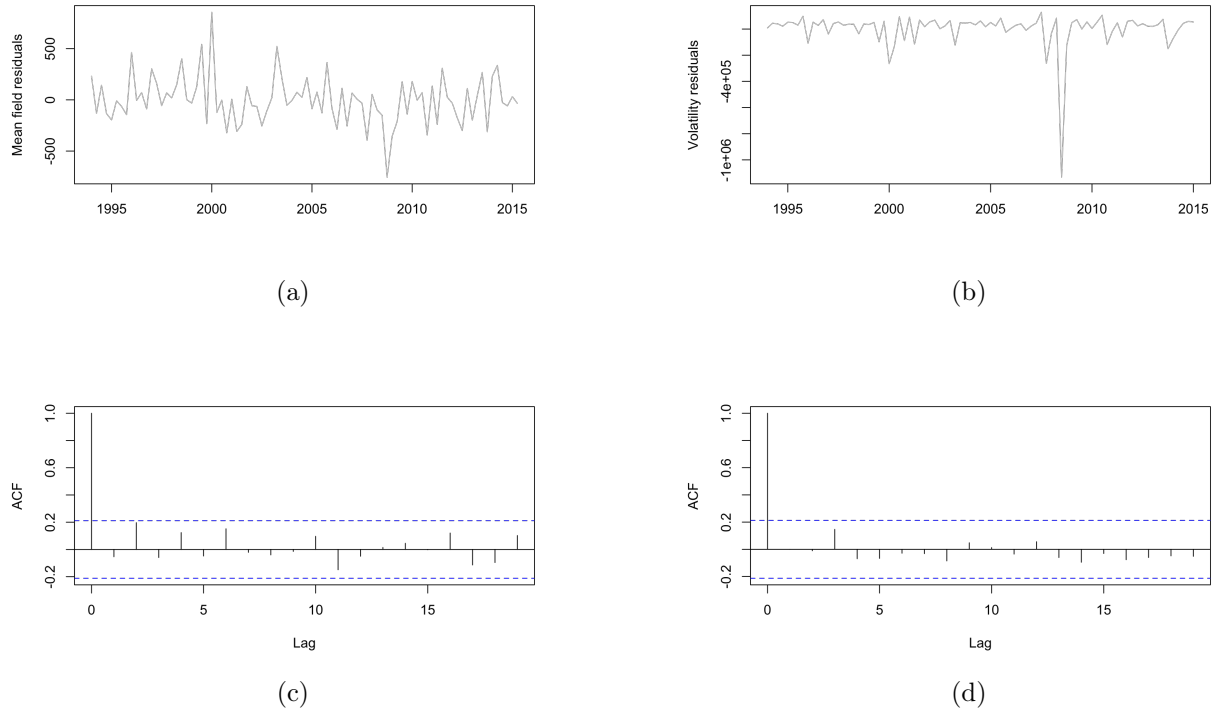 Mean field residuals
500
0
-500
1995 2000 2005 2010 2015
(a)
Volatility residuals
-4e+05
-1e+06
1995 2000 2005 2010 2015
(b)
ACF
1.0
0.6
0.2
-0.2
0 5 10 15
Lag
(c)
ACF
1.0
0.6
0.2
-0.2
0 5 10 15
Lag
(d)